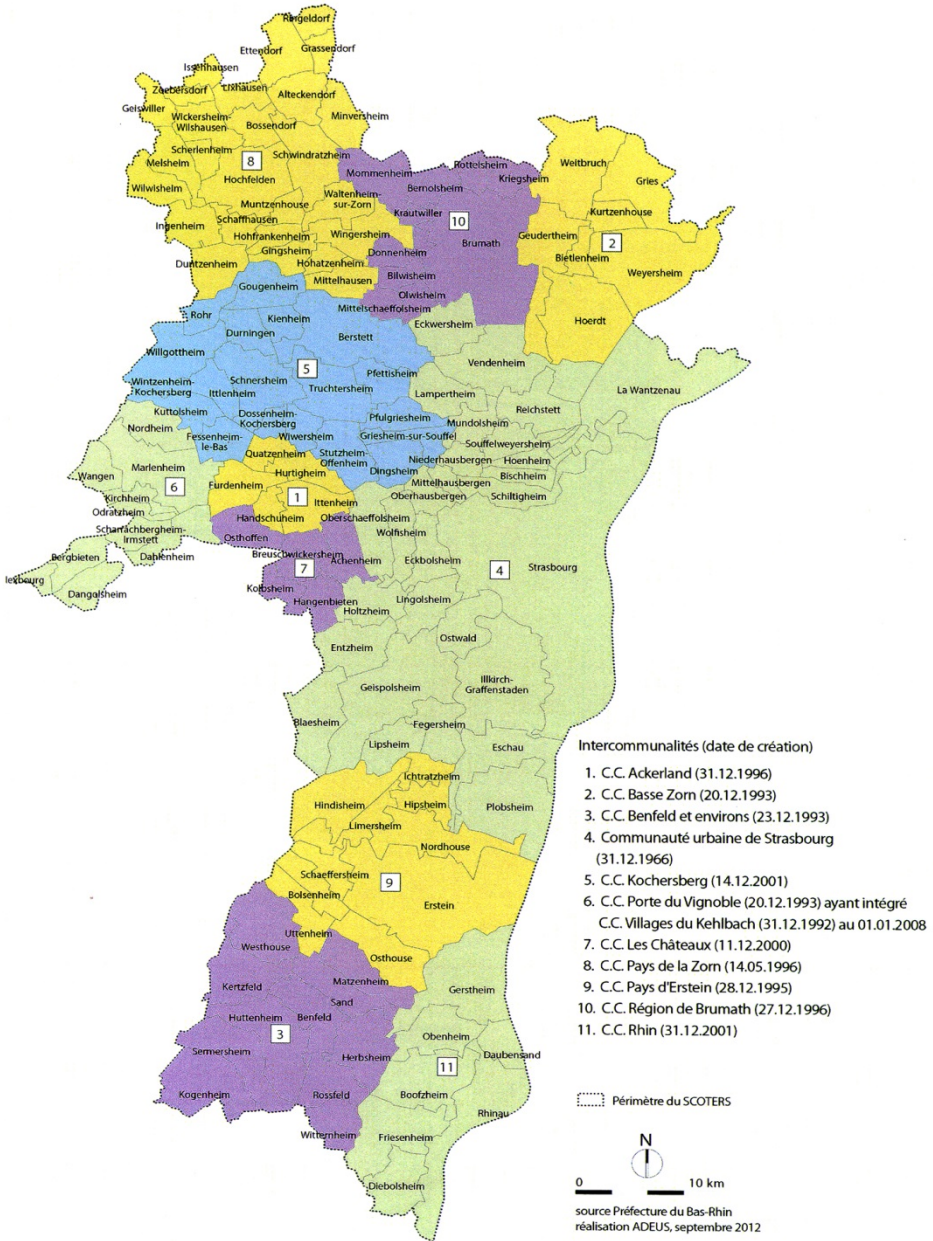 Ringeldorf
Ettendorf
Grassendorf
Issenhausen
Zoebersdorf
Lixhausen
Alteckendorf
Geiswiller
Wickersheim-
Wilshausen
Bossendorf
Minversheim
Scherlenheim
Schwindratzheim
Melsheim
8
Hochfelden
Wilwisheim
Muntzenhouse
Waltenheim-
sur-Zorn
Schaffhausen
Ingenheim
Hohfrankenheim
Wingersheim
Gingsheim
Hohatzenheim
Duntzenheim
Mittelhausen
Mommenheim
Rottelsheim
Kriegsheim
Bernolsheim
Krautwiller
10
Brumath
Donnenheim
Bilwisheim
Olwisheim
Mittelschaeffolsheim
Weitbruch
Gries
Kurtzenhouse
Geudertheim
2
Bietlenheim
Weyersheim
Hoerdt
Gougenheim
Rohr
Kienheim
Durningen
Berstett
Willgottheim
5
Pfettisheim
Schnersheim
Wintzenheim-
Kochersberg
Ittlenheim
Truchtersheim
Kuttolsheim
Dossenheim-
Kochersberg
Pfulgriesheim
Fessenheim-
le-Bas
Wiwersheim
Griesheim-sur-Souffel
Stutzheim-
Offenheim
Dingsheim
Eckwersheim
Vendenheim
La Wantzenau
Lampertheim
Reichstett
Mundolsheim
Souffelweyersheim
Niederhausbergen
Hoenheim
Mittelhausbergen
Bischheim
Oberhausbergen
Schiltigheim
Nordheim
Marlenheim
Wangen
6
Kirchheim
Odratzheim
Scharrachbergheim-
Irmstett
Bergbieten
Dahlenheim
Dangolsheim
Quatzenheim
Hurtigheim
Furdenheim
1
Ittenheim
Handschuheim
Oberschaeffolsheim
Osthoffen
Wolfisheim
Breuschwickersheim
Achenheim
7
Kolbsheim
Hangenbieten
Eckbolsheim
4
Strasbourg
Lingolsheim
Holtzheim
Ostwald
Entzheim
Illkirch-
Graffenstaden
Geispolsheim
Blaesheim
Fegersheim
Lipsheim
Eschau
Plobsheim
Ichtratzheim
Hindisheim
Hipsheim
Limersheim
Nordhouse
Schaeffersheim
9
Bolsenheim
Erstein
Uttenheim
Osthouse
Westhouse
Matzenheim
Kertzfeld
Sand
Huttenheim
Benfeld
3
Sermersheim
Herbsheim
Kogenheim
Rossfeld
Witternheim
Gerstheim
Obenheim
Daubensand
11
Boofzheim
Rhinau
Friesenheim
Diebolsheim
Intercommunalités (date de création)
1. C.C. Ackerland (31.12.1996)
2. C.C. Basse Zorn (20.12.1993)
3. C.C. Benfeld et environs (23.12.1993)
4. Communauté urbaine de Strasbourg
(31.12.1966)
5. C.C. Kochersberg (14.12.2001)
6. C.C. Porte du Vignoble (20.12.1993) ayant intégré
C.C. Villages du Kehlbach (31.12.1992) au 01.01.2008
7. C.C. Les Châteaux (11.12.2000)
8. C.C. Pays de la Zorn (14.05.1996)
9. C.C. Pays d'Erstein (28.12.1995)
10. C.C. Région de Brumath (27.12.1996)
11. C.C. Rhin (31.12.2001)
Périmètre du SCOTERS
N
0 10 km
source Préfecture du Bas-Rhin
réalisation ADEUS, septembre 2012